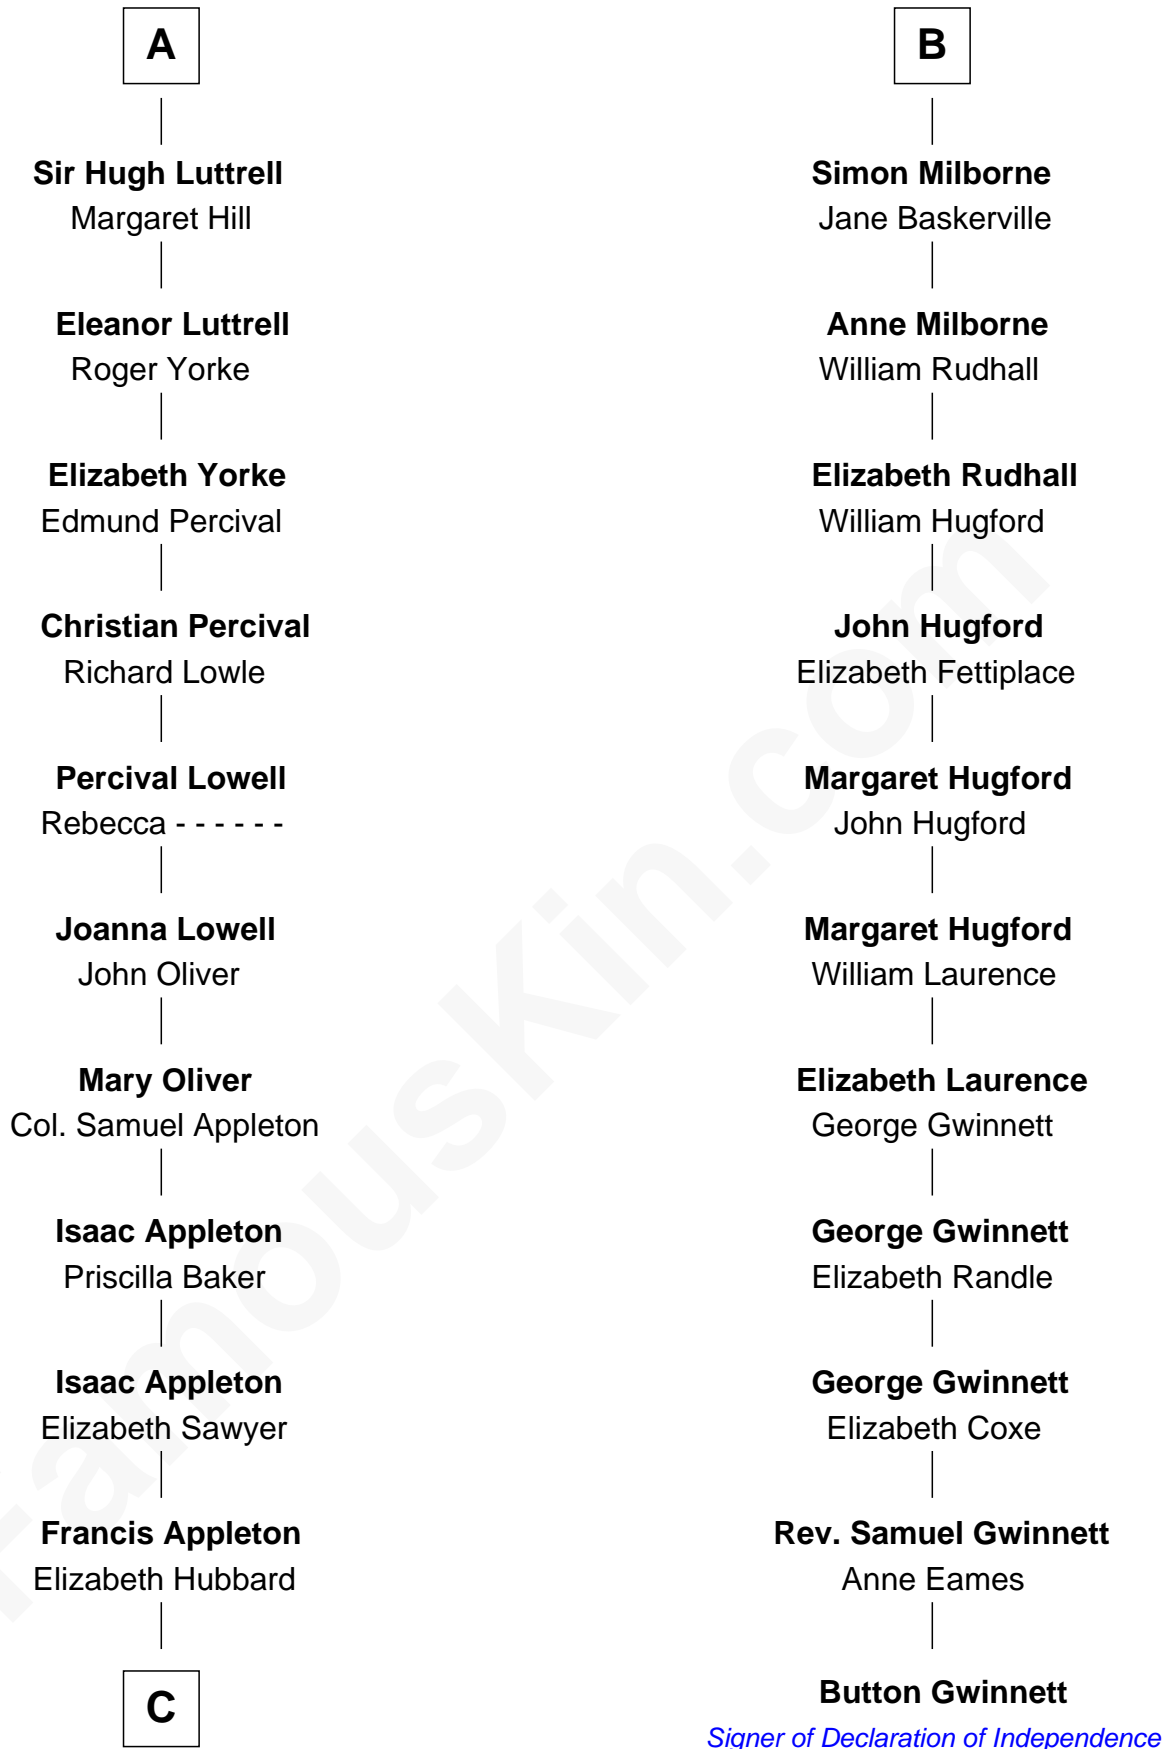 A
Sir Hugh Luttrell
Margaret Hill
Eleanor Luttrell
Roger Yorke
Elizabeth Yorke
Edmund Percival
Christian Percival
Richard Lowle
Percival Lowell
Rebecca - - - - - -
Joanna Lowell
John Oliver
Mary Oliver
Col. Samuel Appleton
Isaac Appleton
Priscilla Baker
Isaac Appleton
Elizabeth Sawyer
Francis Appleton
Elizabeth Hubbard
C
B
Simon Milborne
Jane Baskerville
Anne Milborne
William Rudhall
Elizabeth Rudhall
William Hugford
John Hugford
Elizabeth Fettiplace
Margaret Hugford
John Hugford
Margaret Hugford
William Laurence
Elizabeth Laurence
George Gwinnett
George Gwinnett
Elizabeth Randle
George Gwinnett
Elizabeth Coxe
Rev. Samuel Gwinnett
Anne Eames
Button Gwinnett
Signer of Declaration of Independence
FamousKin.com